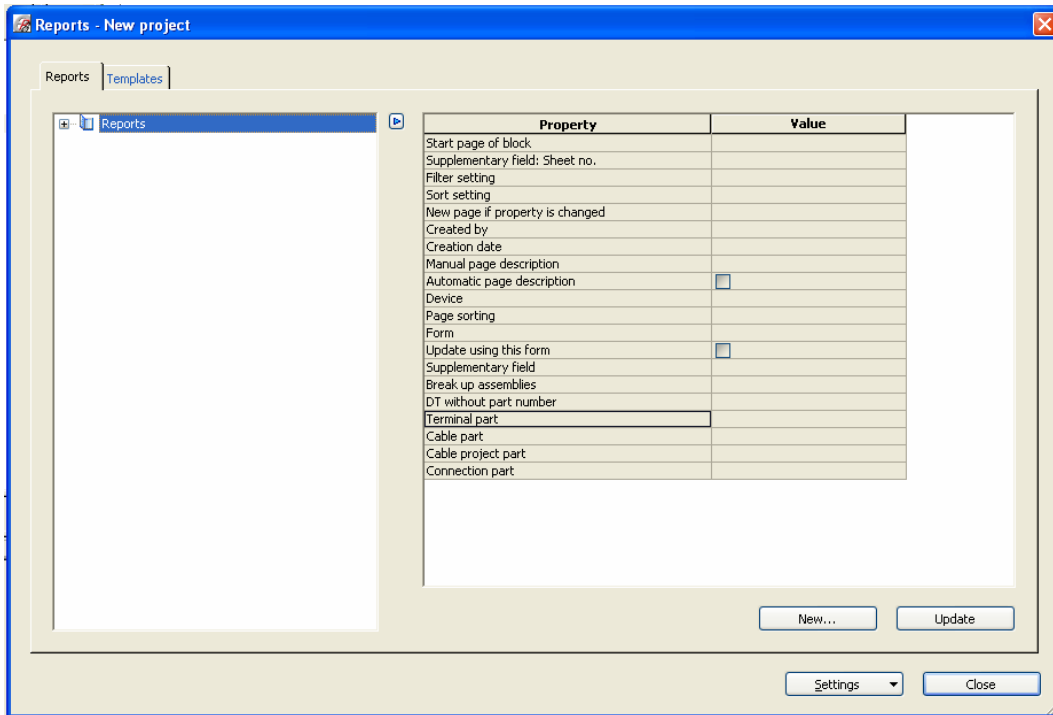 Reports - New project
Reports
Templates
Reports
Property Value
Start page of block
Supplementary field: Sheet no.
Filter setting
Sort setting
New page if property is changed
Created by
Creation date
Manual page description
Automatic page description
Device
Page sorting
Form
Update using this form
Supplementary field
Break up assemblies
DT without part number
Terminal part
Cable part
Cable project part
Connection part
New... Update
Settings Close